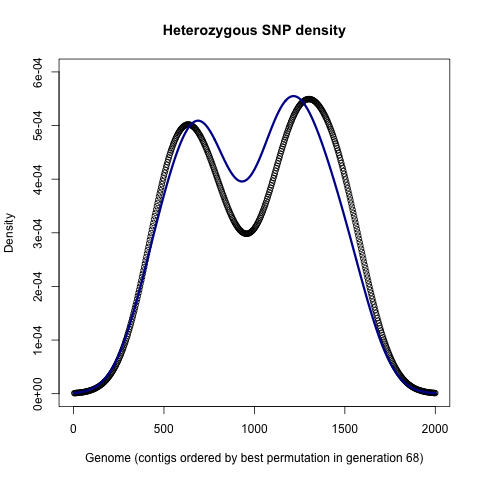 Heterozygous SNP density
6e-04
5e-04
4e-04
3e-04
2e-04
1e-04
0e+00
Density
0 500 1000 1500 2000
Genome (contigs ordered by best permutation in generation 68)